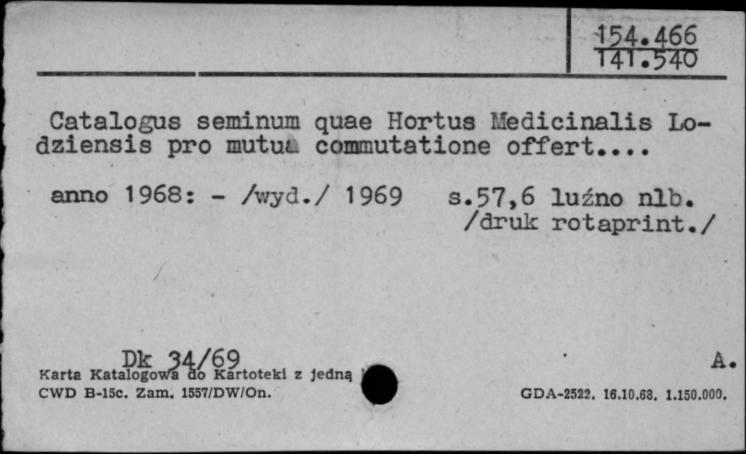 154.466
141.540
Catalogus seminum quae Hortus Medicinalis Lo-
dziensis pro mutua commutatione offert....
anno 1968: - /wyd./ 1969 s.57,6 luźno nlb.
/druk rotaprint./
Dk 34/69 A.
Karta Katalogowa do Kartoteki z jedną
CWD B-15c. Zam. 1557/DW/On. GDA-2522. 16.10.68. 1.150.000.